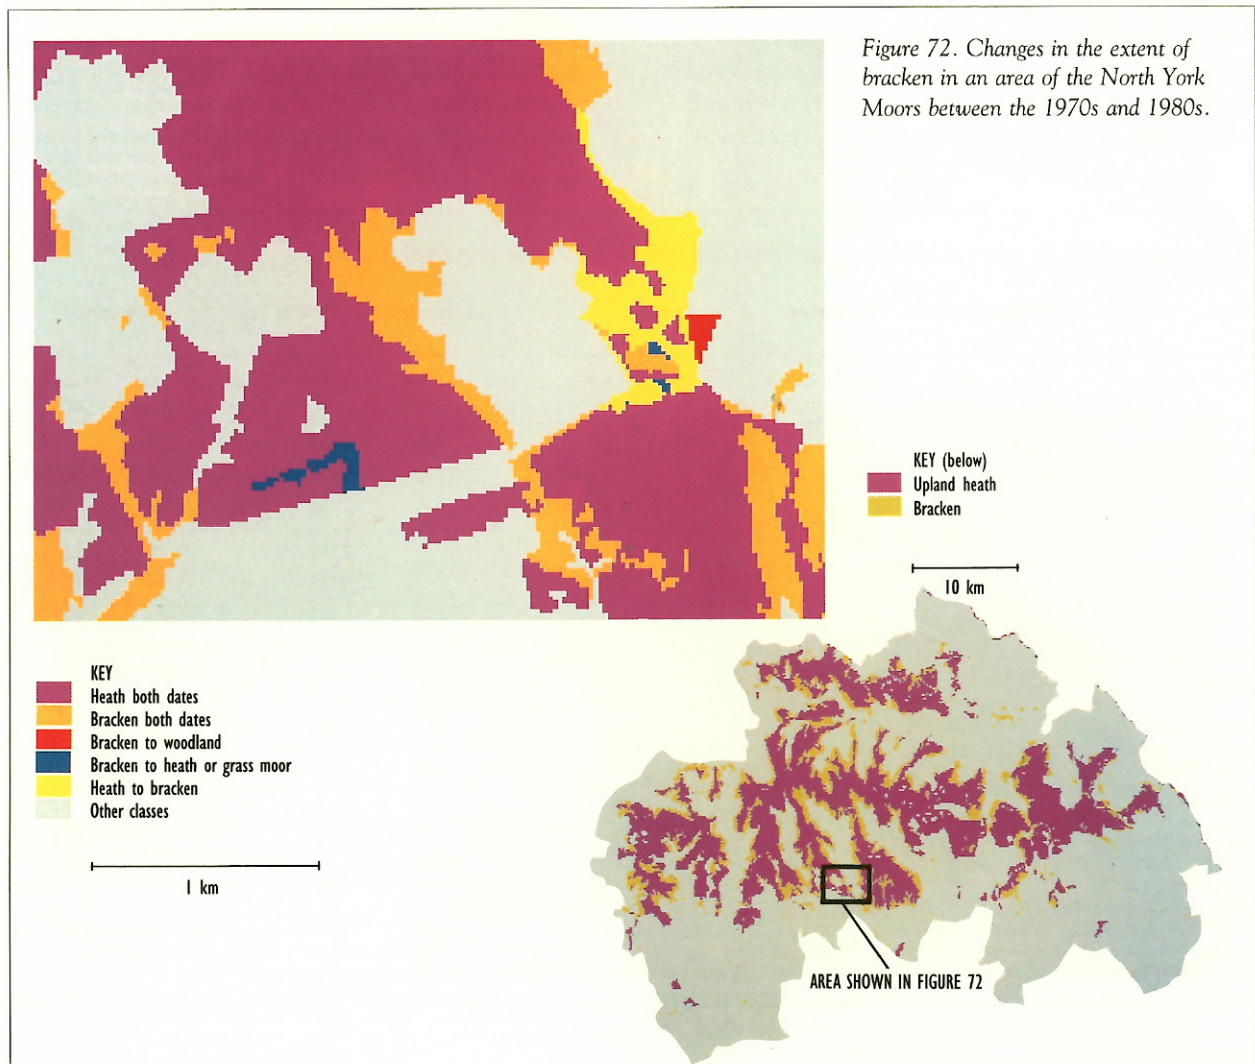 Figure 72. Changes in the extent of
bracken in an area of the North York
Moors between the 1970s and 1980s.
KEY (below)
Upland heath
Bracken
10 km
KEY
Heath both dates
Bracken both dates
Bracken to woodland
Bracken to heath or grass moor
Heath to bracken
Other classes
1 km
AREA SHOWN IN FIGURE 72